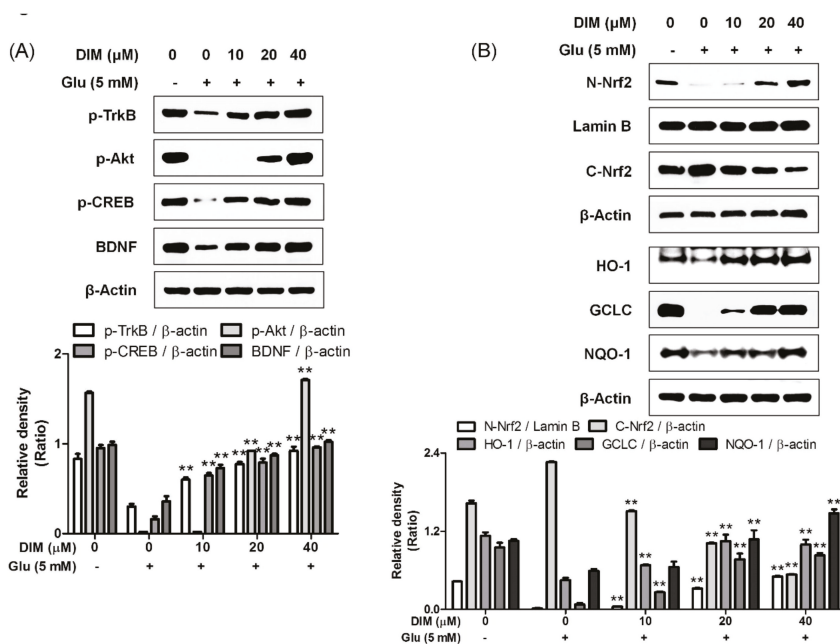 (A)
DIM (μM) 0 0 10 20 40
Glu (5 mM) - + + + +
p-TrkB
p-Akt
p-CREB
BDNF
β-Actin
p-TrkB / β-actin p-Akt / β-actin
p-CREB / β-actin BDNF / β-actin
Relative density
(Ratio)
2
1
0
** ** ** ** ** ** ** ** ** ** ** **
DIM (μM) 0 0 10 20 40
Glu (5 mM) - + + + +
(B)
DIM (μM) 0 0 10 20 40
Glu (5 mM) - + + + +
N-Nrf2
Lamin B
C-Nrf2
β-Actin
HO-1
GCLC
NQO-1
β-Actin
N-Nrf2 / Lamin B C-Nrf2 / β-actin
HO-1 / β-actin GCLC / β-actin NQO-1 / β-actin
Relative density
(Ratio)
2.4
1.2
0.0
** ** ** ** ** ** ** ** ** ** ** ** ** **
DIM (μM) 0 0 10 20 40
Glu (5 mM) - + + + +